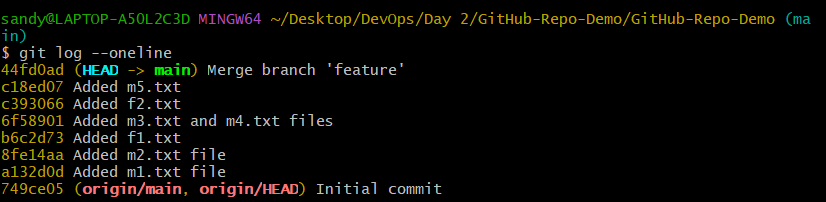 sandy@LAPTOP-A5OL2C3D MINGW64 ~/Desktop/DevOps/Day 2/GitHub-Repo-Demo/GitHub-Repo-Demo (ma
in)
$ git log --oneline
44fd0ad (HEAD -> main) Merge branch 'feature'
c18ed07 Added m5.txt
c393066 Added f2.txt
6f58901 Added m3.txt and m4.txt files
b6c2d73 Added f1.txt
8fe14aa Added m2.txt file
a132d0d Added m1.txt file
749ce05 (origin/main, origin/HEAD) Initial commit